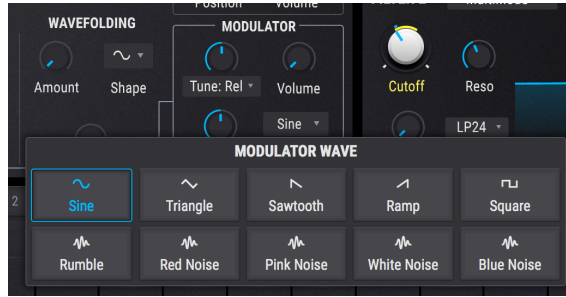 Position Volume
WAVEFOLDING MODULATOR
Amount Shape Tune: Rel Volume Cutoff Reso
Sine LP24
MODULATOR WAVE
2
Sine Triangle Sawtooth Ramp Square
Rumble Red Noise Pink Noise White Noise Blue Noise